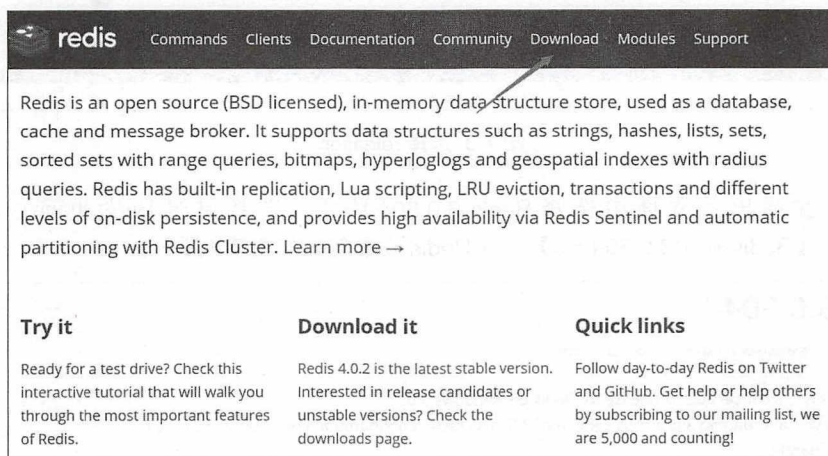 redis Commands Clients Documentation Community Download Modules Support
Redis is an open source (BSD licensed), in-memory data structure store, used as a database,
cache and message broker. It supports data structures such as strings, hashes, lists, sets,
sorted sets with range queries, bitmaps, hyperloglogs and geospatial indexes with radius
queries. Redis has built-in replication, Lua scripting, LRU eviction, transactions and different
levels of on-disk persistence, and provides high availability via Redis Sentinel and automatic
partitioning with Redis Cluster. Learn more →
Try it
Ready for a test drive? Check this
interactive tutorial that will walk you
through the most important features
of Redis.
Download it
Redis 4.0.2 is the latest stable version.
Interested in release candidates or
unstable versions? Check the
downloads page.
Quick links
Follow day-to-day Redis on Twitter
and GitHub. Get help or help others
by subscribing to our mailing list, we
are 5,000 and counting!